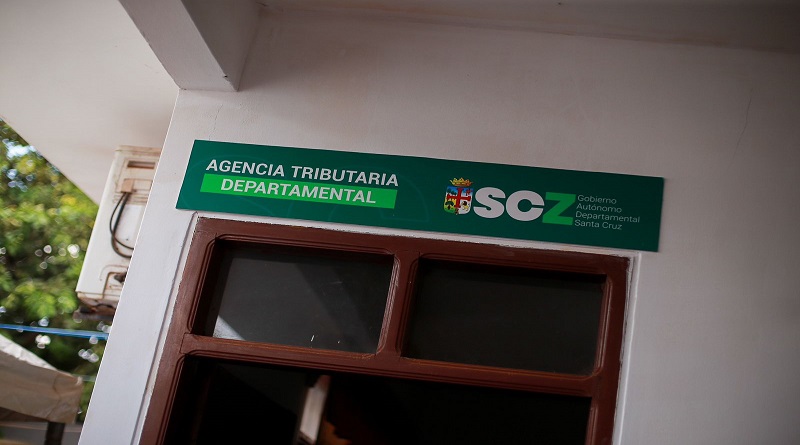 AGENCIA TRIBUTARIA
DEPARTAMENTAL
SCZ
Gobierno
Autónomo
Departamental
Santa Cruz